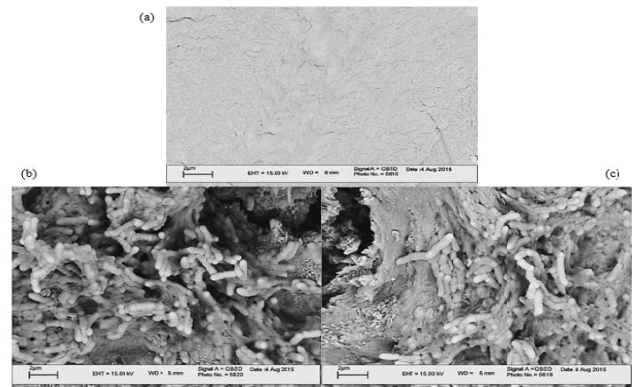 (a)
2µm EHT = 15.00 kV WD = 6 mm Signal A = QBSD Date :4 Aug 2015
Photo No. = 5610
(b) (c)
2µm EHT = 15.00 kV WD = 5 mm Signal A = QBSD Date :4 Aug 2015
Photo No. = 5620
2µm EHT = 15.00 kV WD = 5 mm Signal A = QBSD Date Aug 2015
Photo No. = 5619